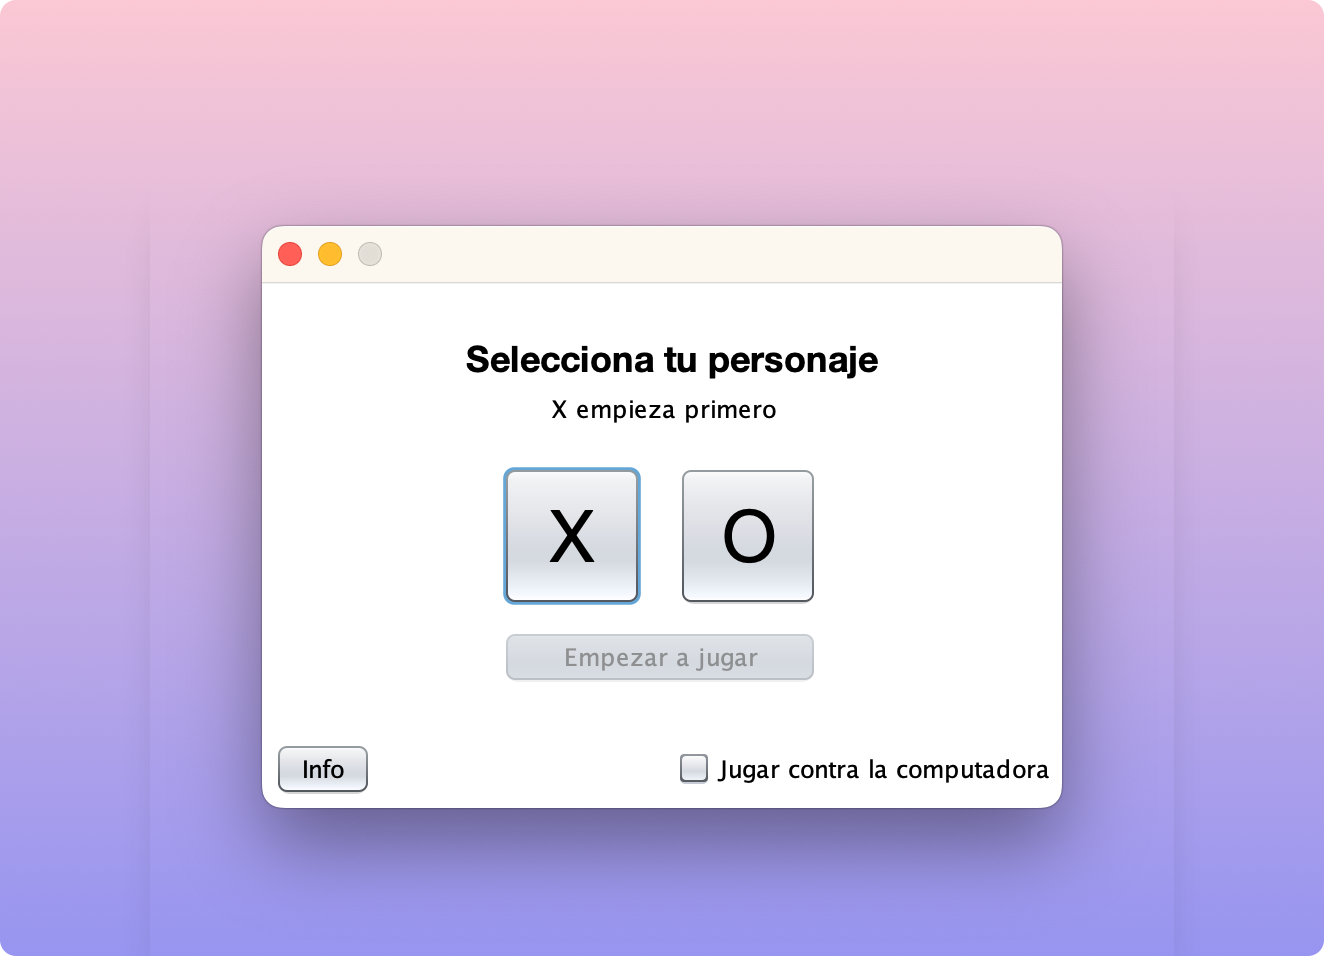 Selecciona tu personaje
X empieza primero
X
O
Empezar a jugar
Info
Jugar contra la computadora